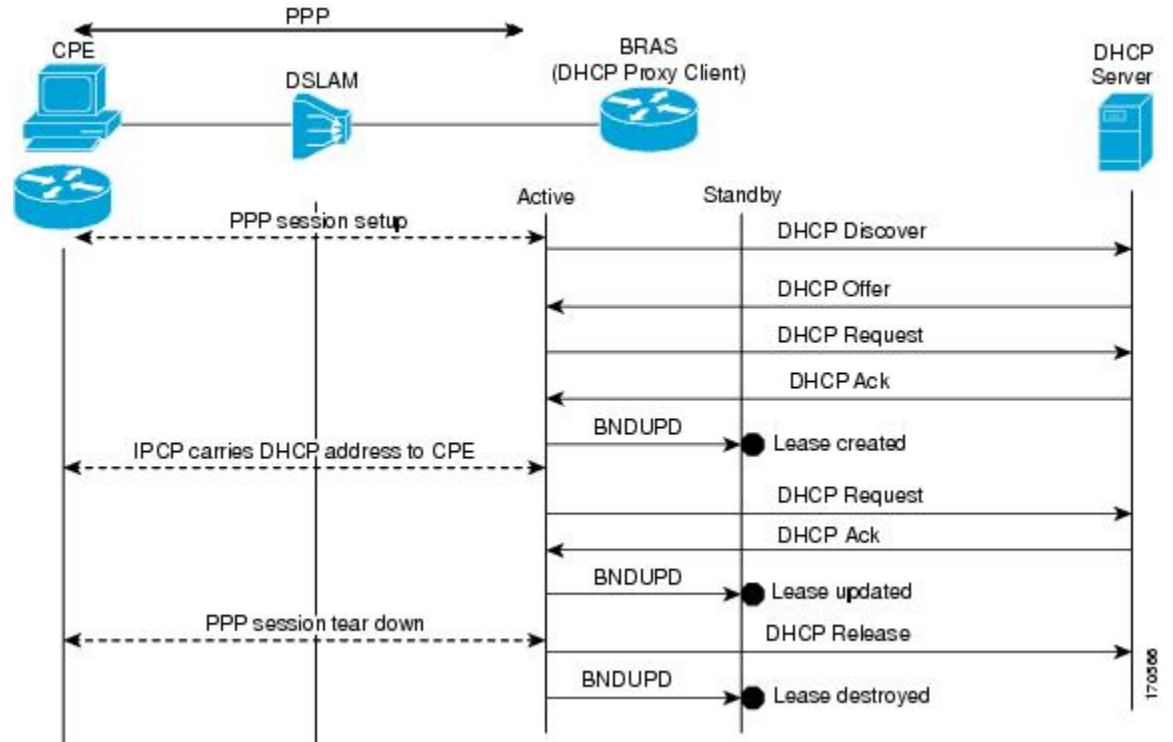 PPP
CPE
DSLAM
BRAS
(DHCP Proxy Client)
DHCP
Server
Active
Standby
PPP session setup
DHCP Discover
DHCP Offer
DHCP Request
DHCP Ack
BNDUPD
Lease created
IPCP carries DHCP address to CPE
DHCP Request
DHCP Ack
BNDUPD
Lease updated
PPP session tear down
DHCP Release
BNDUPD
Lease destroyed
170566